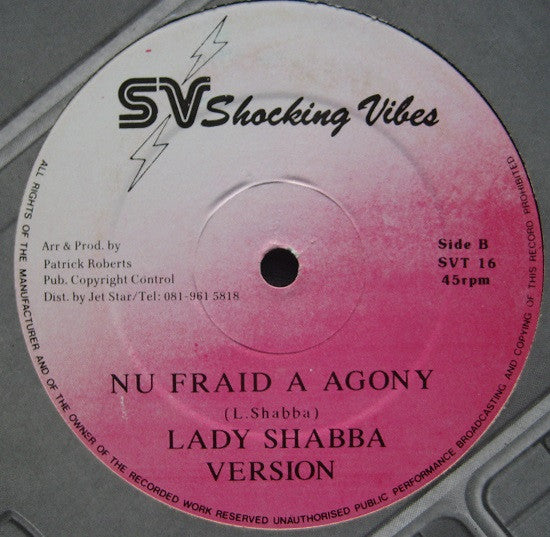 SV Shocking Vibes
Arr & Prod. by
Patrick Roberts
Pub. Copyright Control
Dist. by Jet Star/Tel: 081-961 5818
Side B
SVT 16
45rpm
NU FRAID A AGONY
(L.Shabba)
LADY SHABBA
VERSION
ALL RIGHTS OF THE MANUFACTURER AND OF THE OWNER OF THE RECORDED WORK RESERVED UNAUTHORISED PUBLIC PERFORMANCE BROADCASTING AND COPYING OF THIS RECORD PROHIBITED